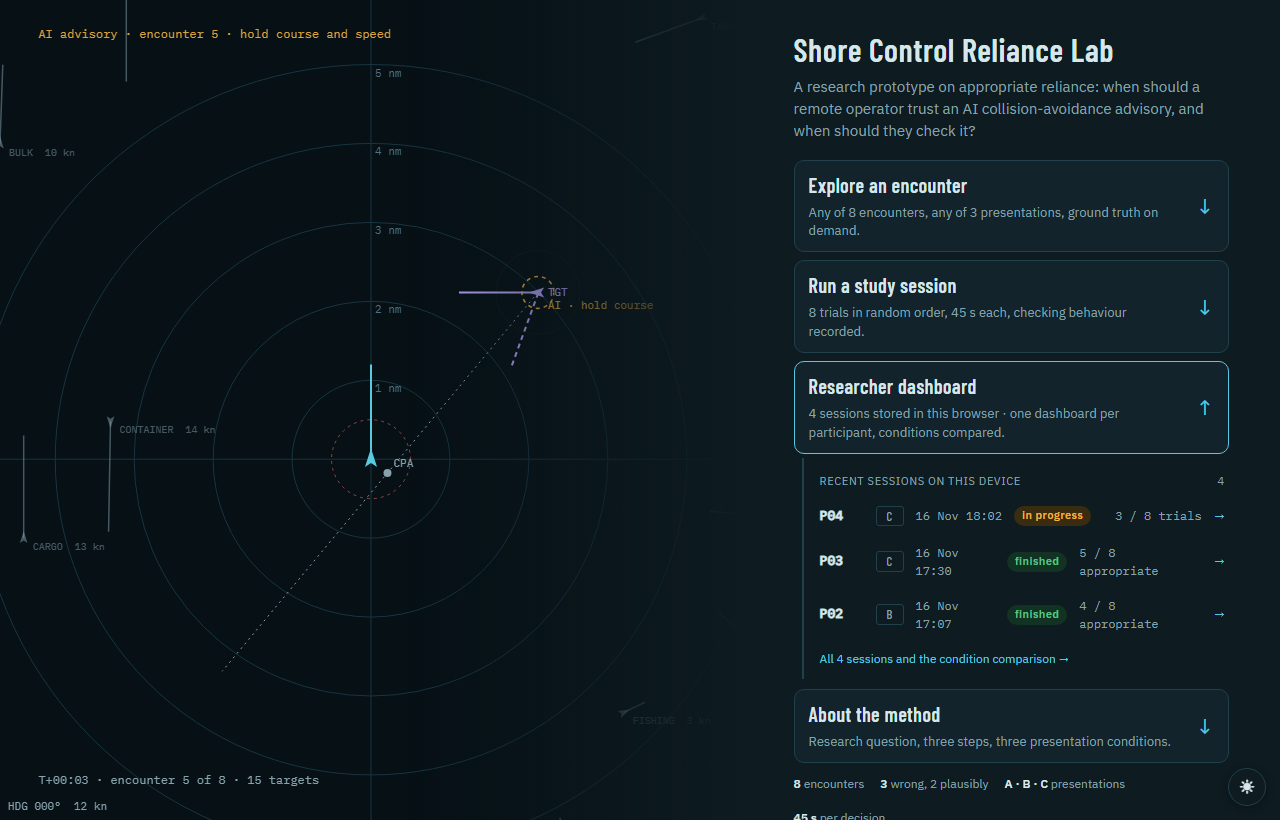 AI advisory · encounter 5 · hold course and speed
5 nm
4 nm
3 nm
2 nm
1 nm
BULK 10 kn
TGT
AI · hold course
CONTAINER 14 kn
CPA
CARGO 13 kn
FISHING
T+00:03 · encounter 5 of 8 · 15 targets
HDG 000° 12 kn
Shore Control Reliance Lab
A research prototype on appropriate reliance: when should a
remote operator trust an AI collision-avoidance advisory, and
when should they check it?
Explore an encounter
Any of 8 encounters, any of 3 presentations, ground truth on
demand.
↓
Run a study session
8 trials in random order, 45 s each, checking behaviour
recorded.
↓
Researcher dashboard
4 sessions stored in this browser · one dashboard per
participant, conditions compared.
↑
RECENT SESSIONS ON THIS DEVICE 4
P04 C 16 Nov 18:02 in progress 3 / 8 trials →
P03 C 16 Nov 17:30 finished 5 / 8 appropriate →
P02 B 16 Nov 17:07 finished 4 / 8 appropriate →
All 4 sessions and the condition comparison →
About the method
Research question, three steps, three presentation conditions.
↓
8 encounters 3 wrong, 2 plausibly A · B · C presentations
45 s per decision